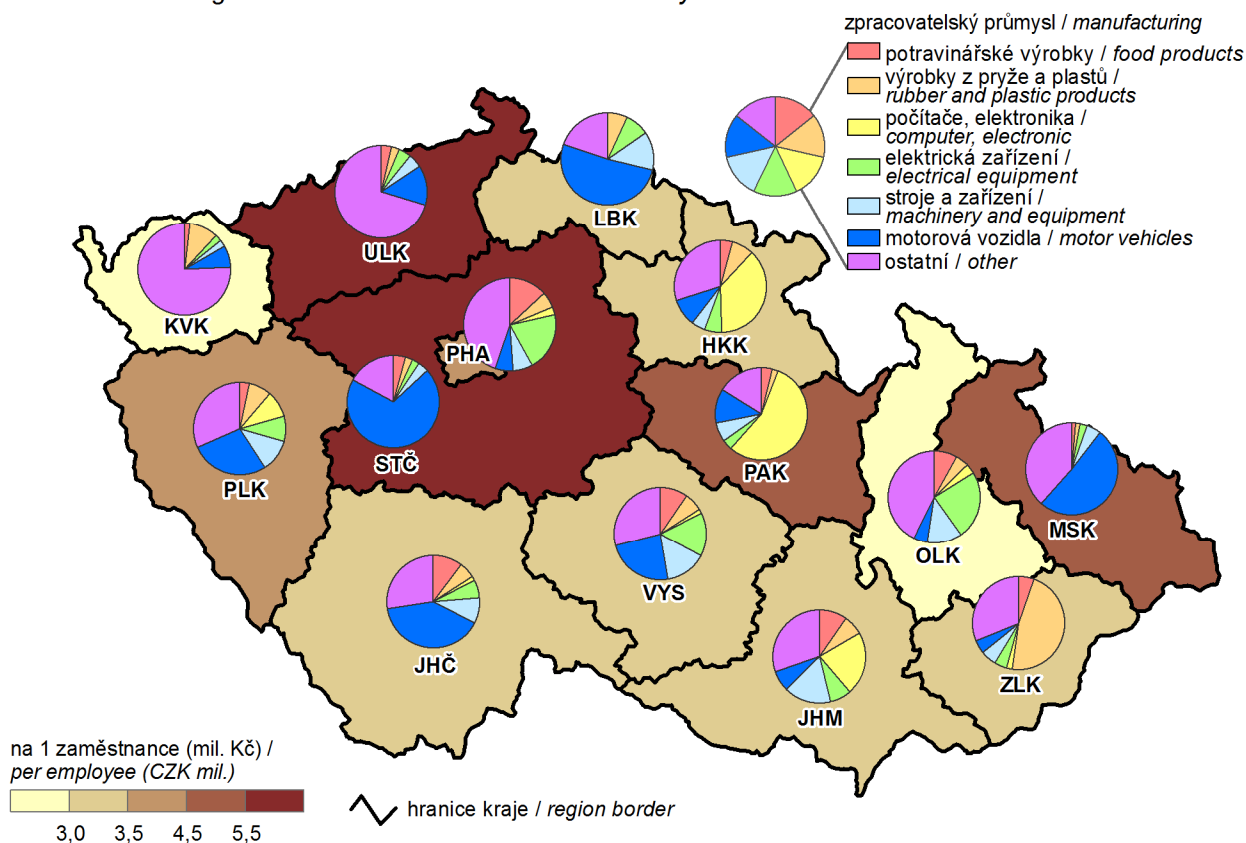 zpracovatelský průmysl / manufacturing
potravinářské výrobky / food products
výrobky z pryže a plastů /
rubber and plastic products
počítače, elektronika /
computer, electronic
elektrická zařízení /
electrical equipment
stroje a zařízení /
machinery and equipment
motorová vozidla / motor vehicles
ostatní / other
LBK
ULK
KVK
HKK
PHA
STČ
PAK
PLK
MSK
OLK
VYS
JHČ
ZLK
JHM
na 1 zaměstnance (mil. Kč) /
per employee (CZK mil.)
3,0 3,5 4,5 5,5
hranice kraje / region border